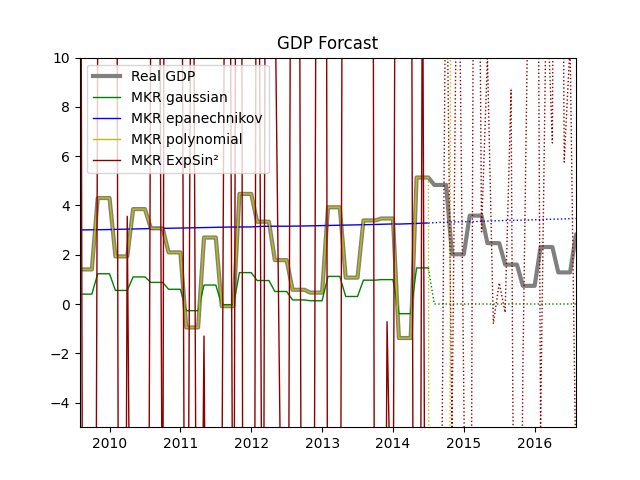 GDP Forcast
Real GDP
MKR gaussian
MKR epanechnikov
MKR polynomial
MKR ExpSin²
10
8
6
4
2
0
−2
−4
2010 2011 2012 2013 2014 2015 2016